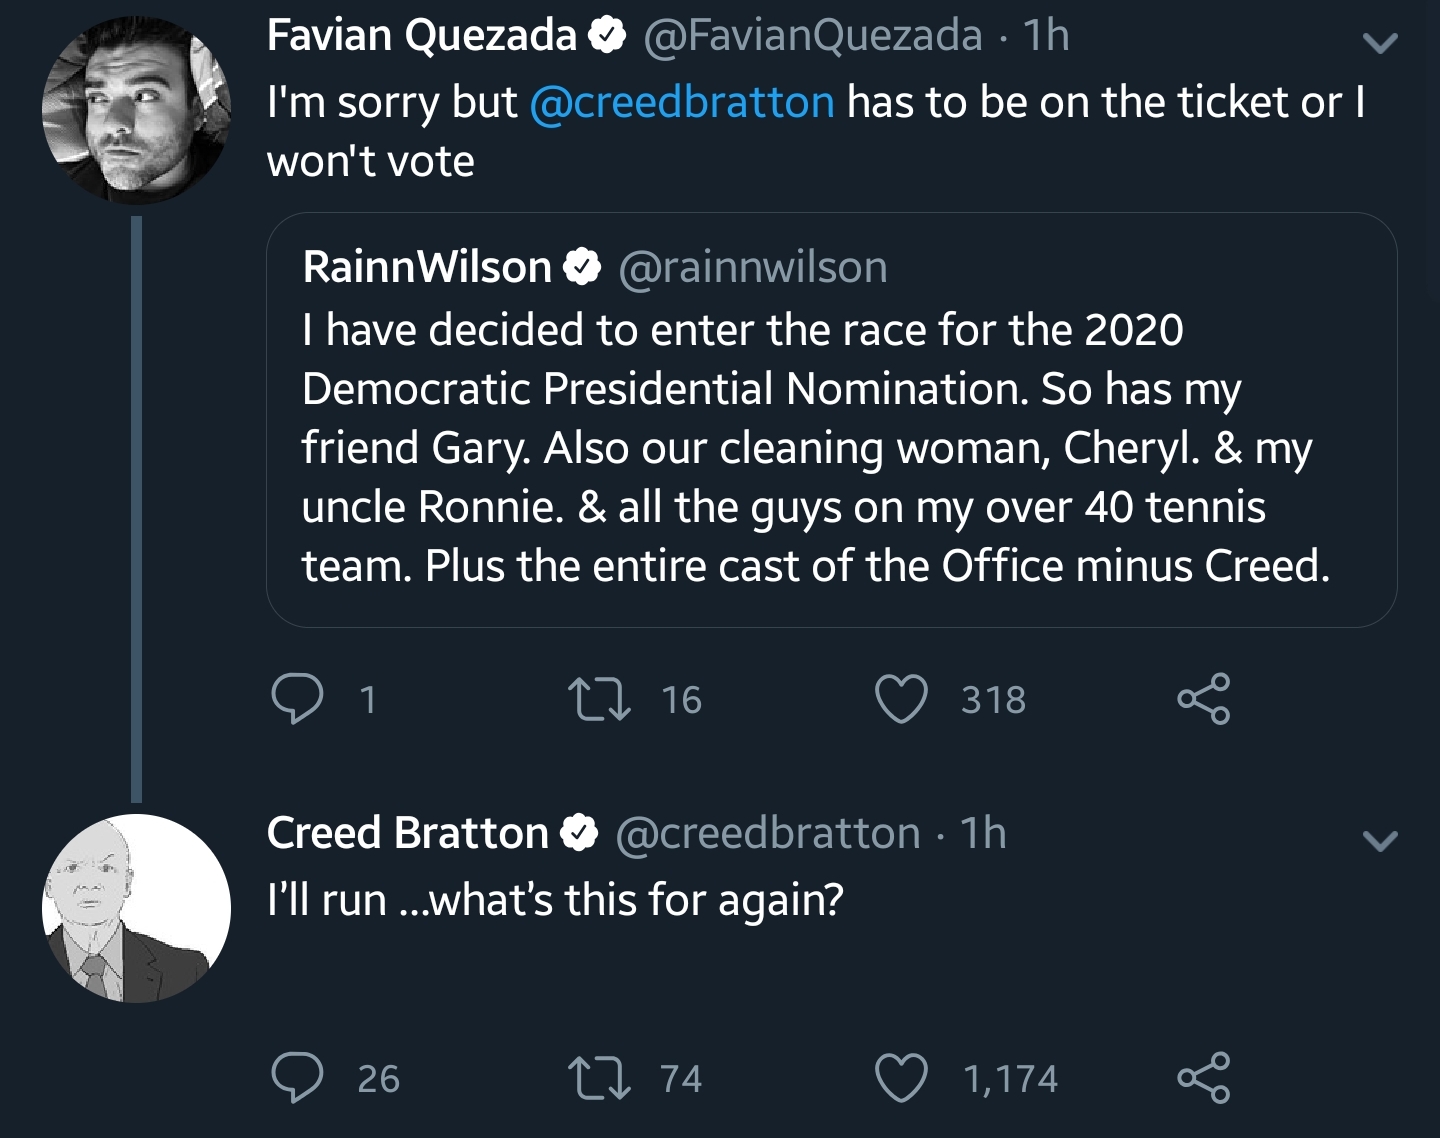 Favian Quezada @FavianQuezada · 1h
I'm sorry but @creedbratton has to be on the ticket or I
won't vote
RainnWilson @rainnwilson
I have decided to enter the race for the 2020
Democratic Presidential Nomination. So has my
friend Gary. Also our cleaning woman, Cheryl. & my
uncle Ronnie. & all the guys on my over 40 tennis
team. Plus the entire cast of the Office minus Creed.
1 16 318
Creed Bratton @creedbratton · 1h
I’ll run ...what’s this for again?
26 74 1,174